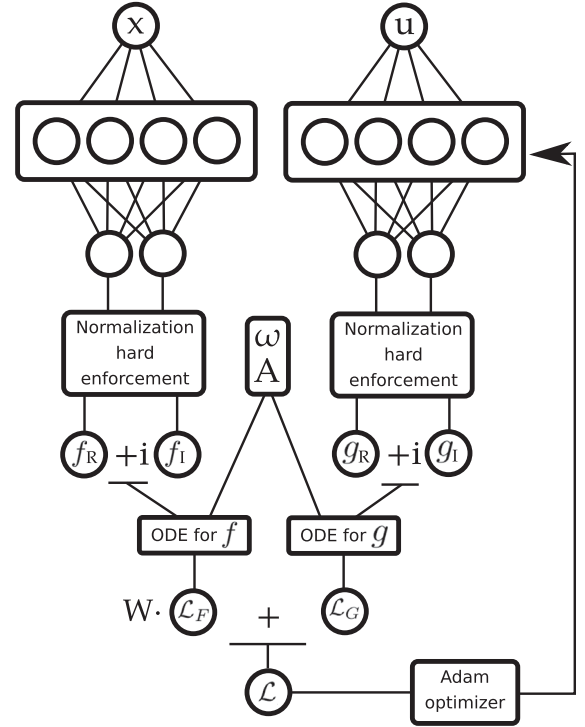 x u
Normalization
hard
enforcement
ω
A
Normalization
hard
enforcement
f_R +i f_I
g_R +i g_I
ODE for f
ODE for g
W· ℒ_F + ℒ_G
ℒ
Adam
optimizer